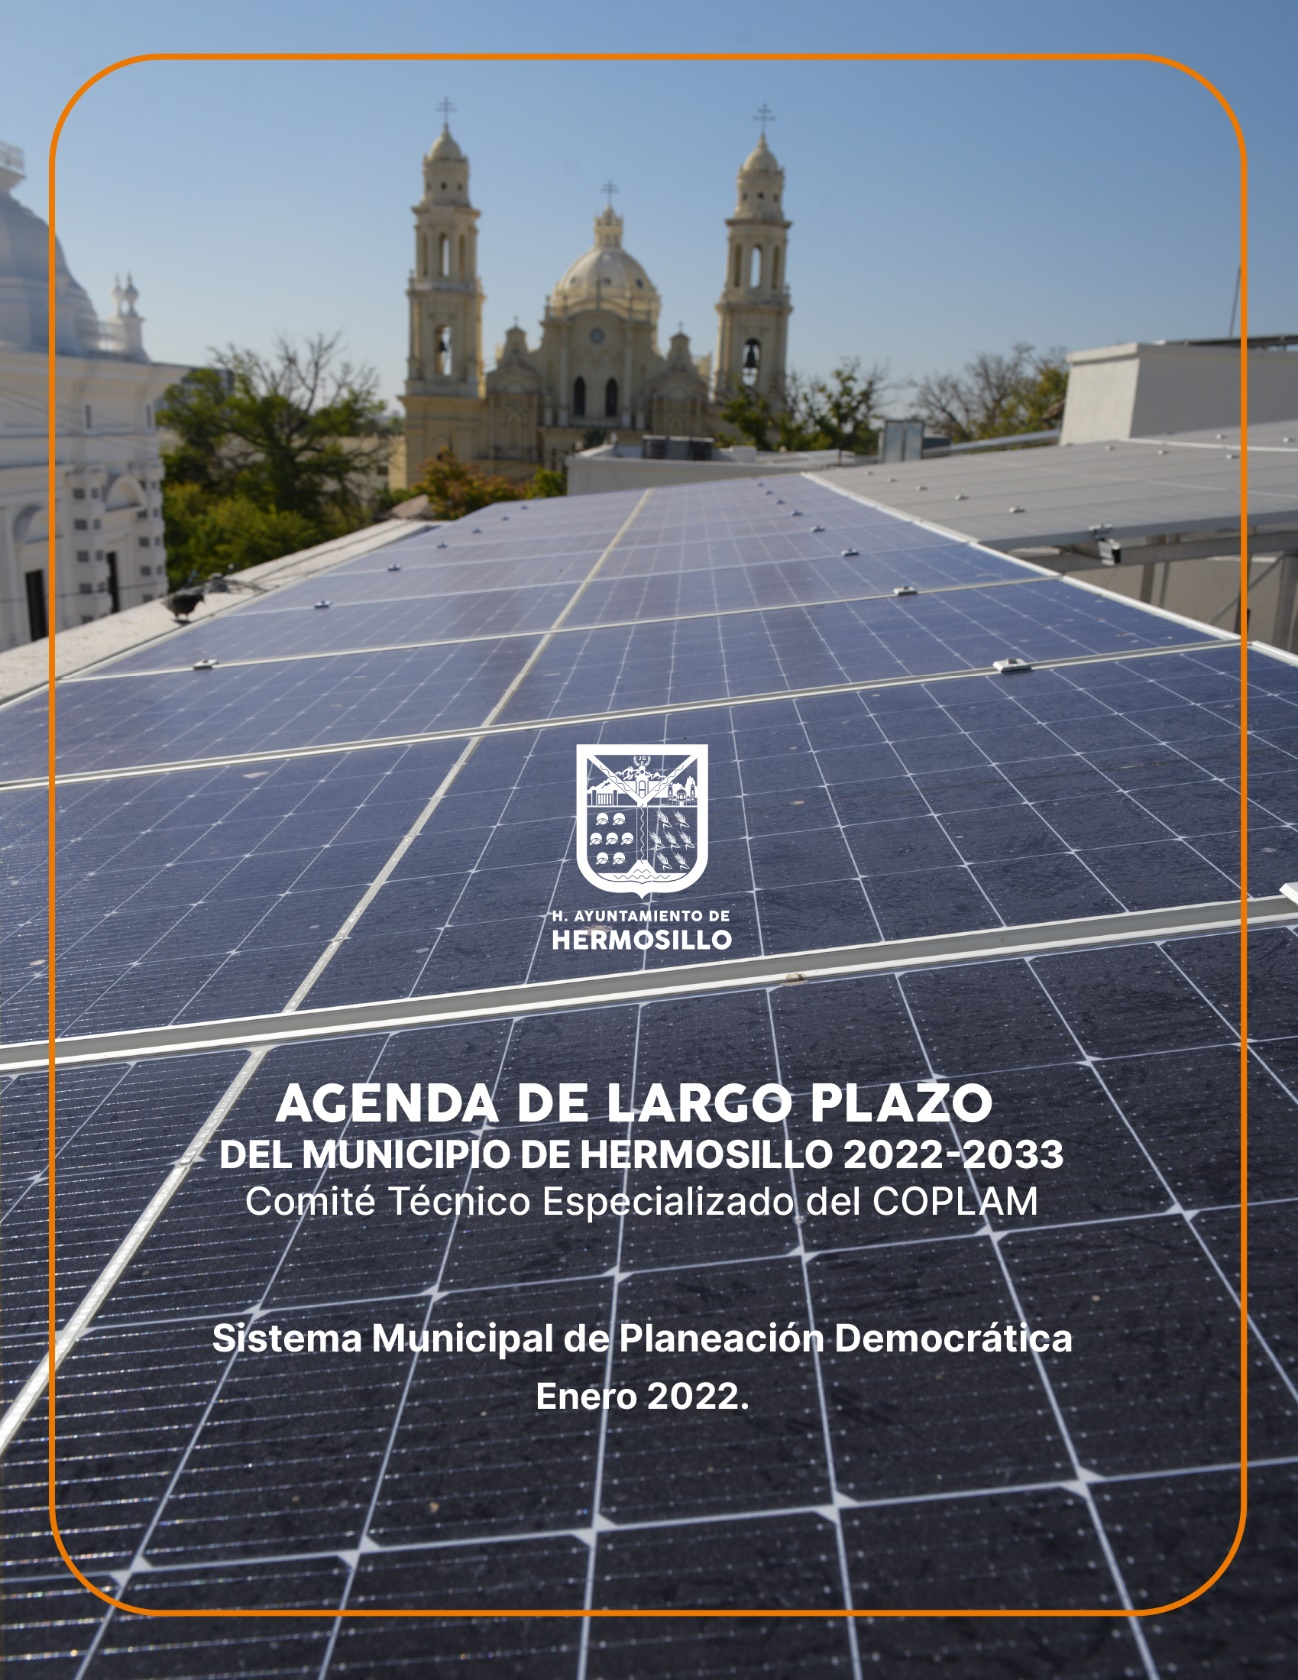 H. AYUNTAMIENTO DE
HERMOSILLO
AGENDA DE LARGO PLAZO
DEL MUNICIPIO DE HERMOSILLO 2022-2033
Comité Técnico Especializado del COPLAM
Sistema Municipal de Planeación Democrática
Enero 2022.